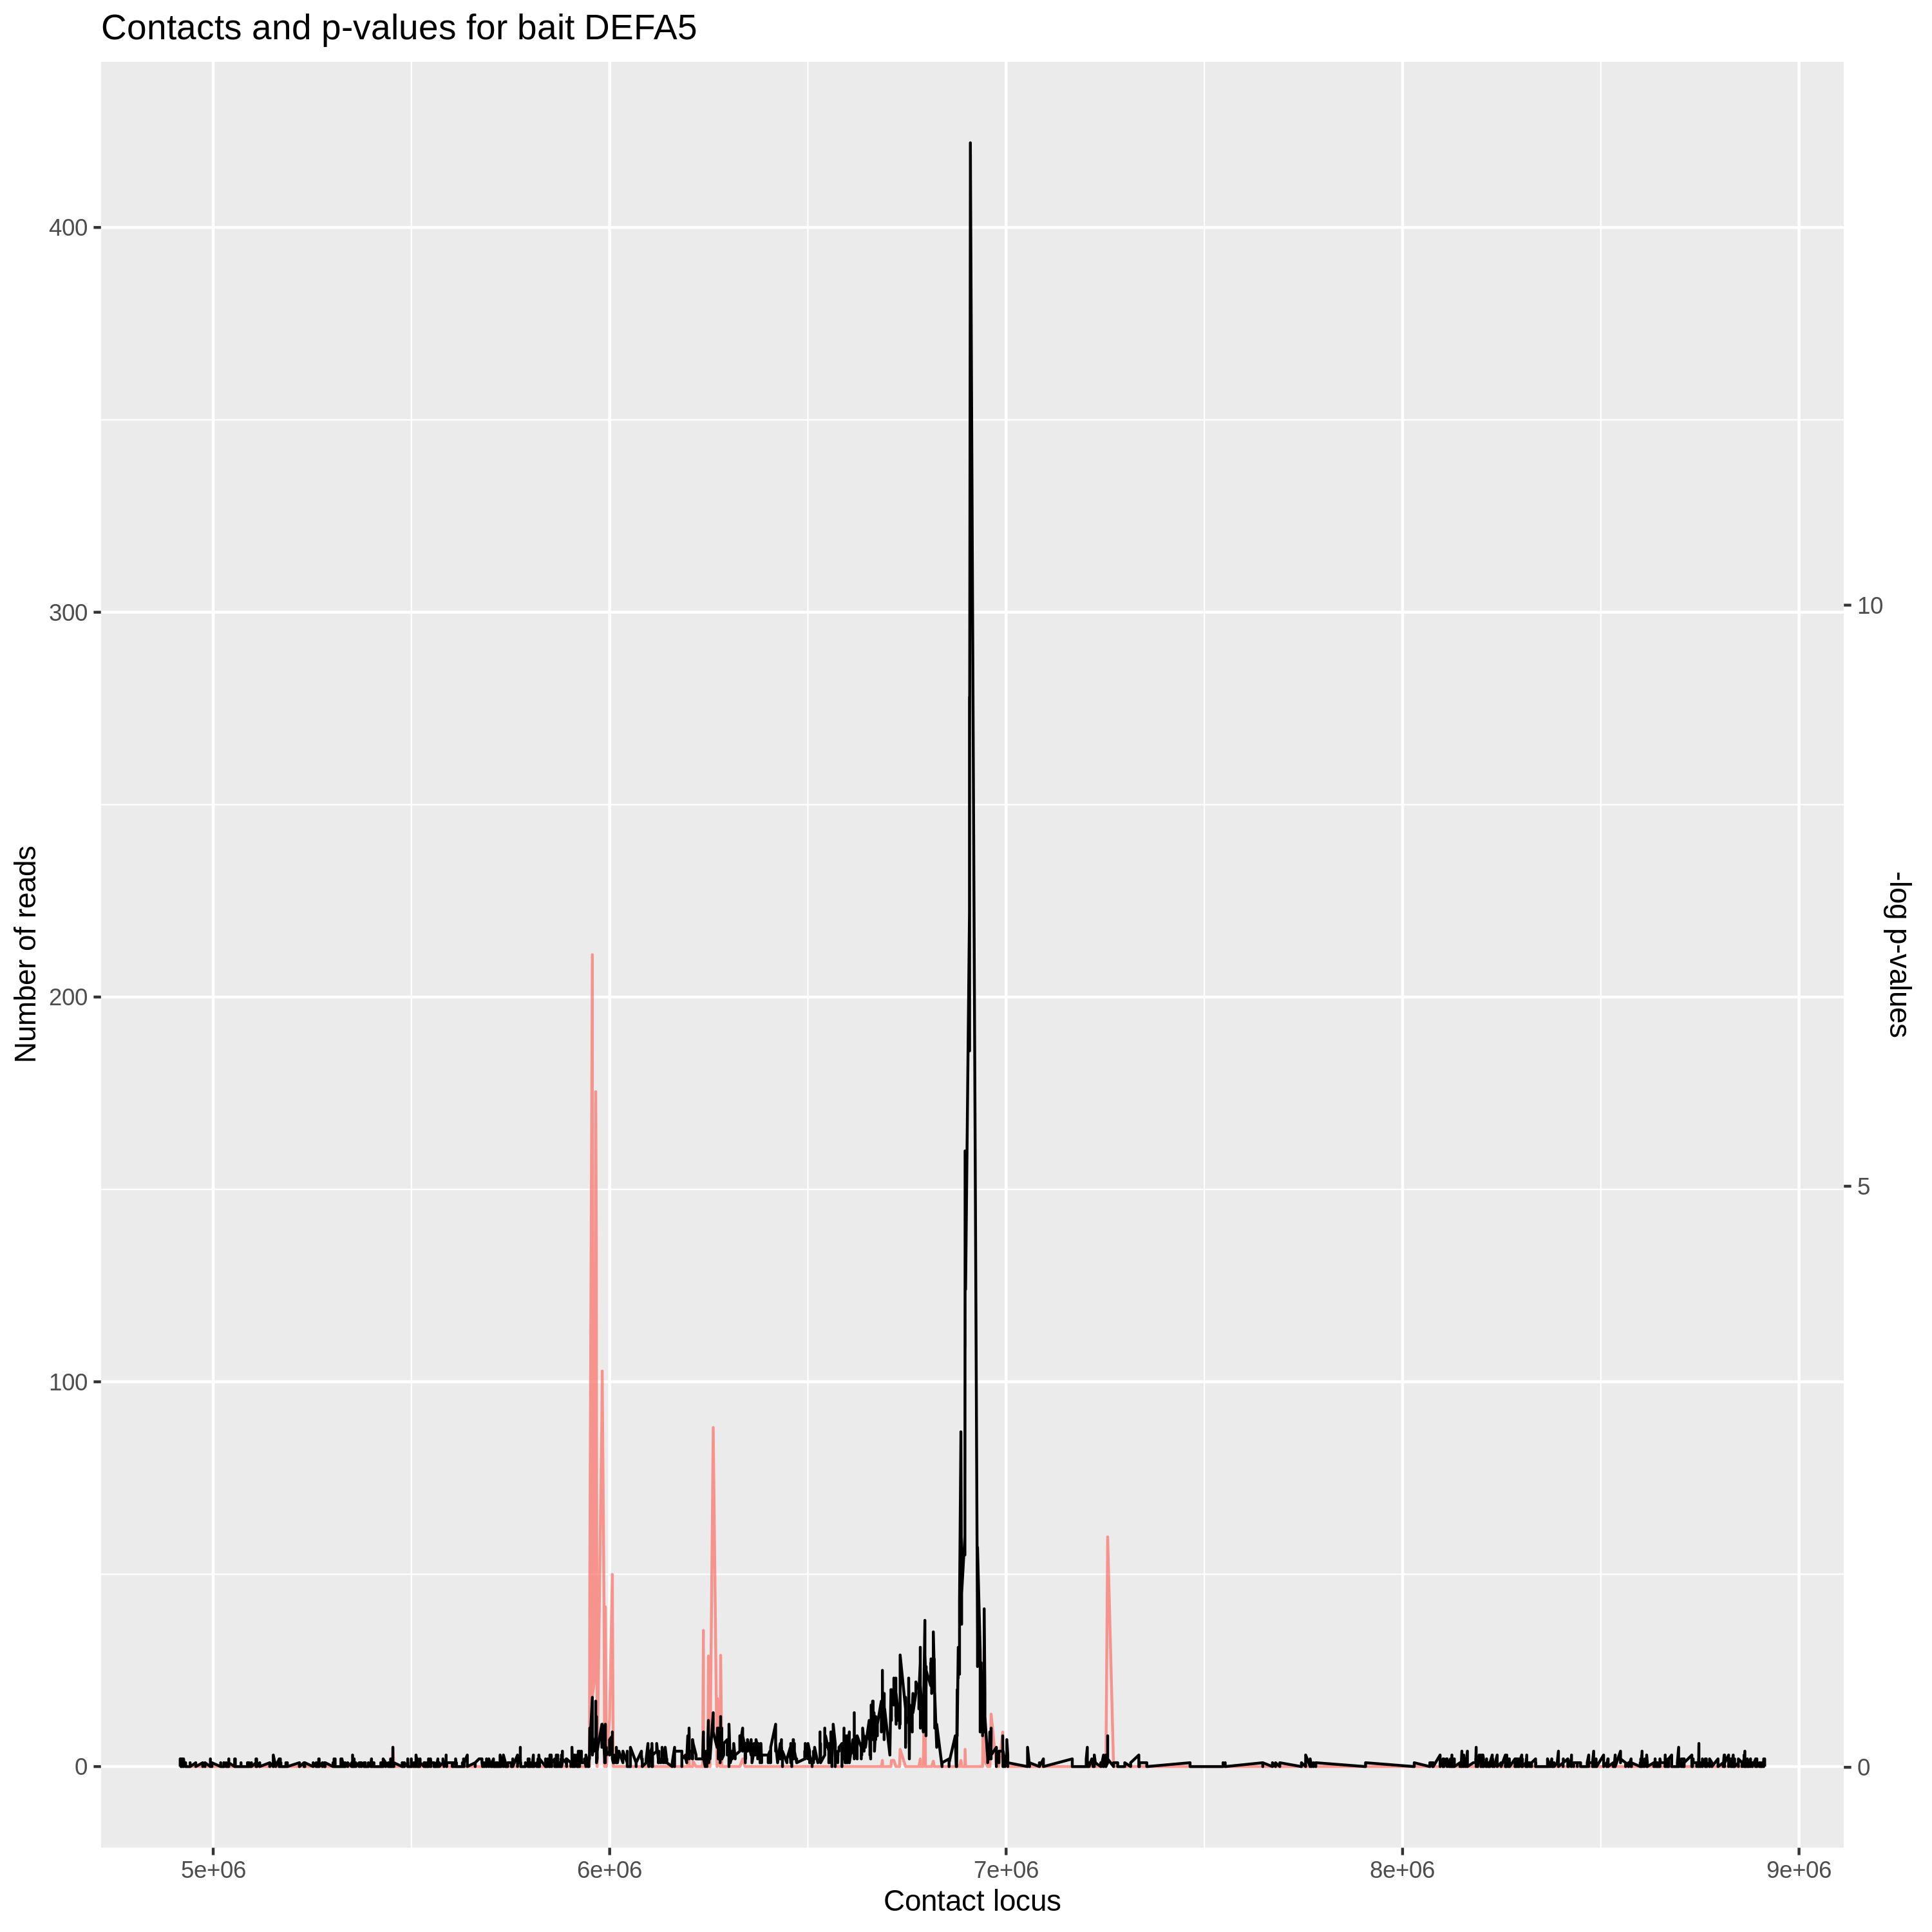 Contacts and p-values for bait DEFA5
400
300
200
100
0
Number of reads
10
5
0
-log p-values
5e+06
6e+06
7e+06
8e+06
9e+06
Contact locus